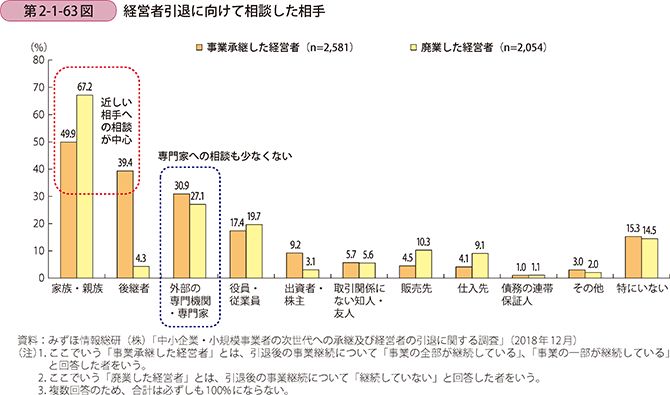 第2-1-63図 経営者引退に向けて相談した相手
(%)
事業承継した経営者（n=2,581） 廃業した経営者（n=2,054）
80
70
60
50
40
30
20
10
0
49.9 67.2
39.4 4.3
30.9 27.1
17.4 19.7
9.2 3.1
5.7 5.6
4.5 10.3
4.1 9.1
1.0 1.1
3.0 2.0
15.3 14.5
近しい
相手へ
の相談
が中心
専門家への相談も少なくない
家族・親族
後継者
外部の
専門機関
・専門家
役員・
従業員
出資者・
株主
取引関係に
ない知人・
友人
販売先
仕入先
債務の連帯
保証人
その他
特にいない
資料：みずほ情報総研（株）「中小企業・小規模事業者の次世代への承継及び経営者の引退に関する調査」（2018年12月）
（注）1. ここでいう「事業承継した経営者」とは、引退後の事業継続について「事業の全部が継続している」、「事業の一部が継続している」
と回答した者をいう。
2. ここでいう「廃業した経営者」とは、引退後の事業継続について「継続していない」と回答した者をいう。
3. 複数回答のため、合計は必ずしも100%にならない。